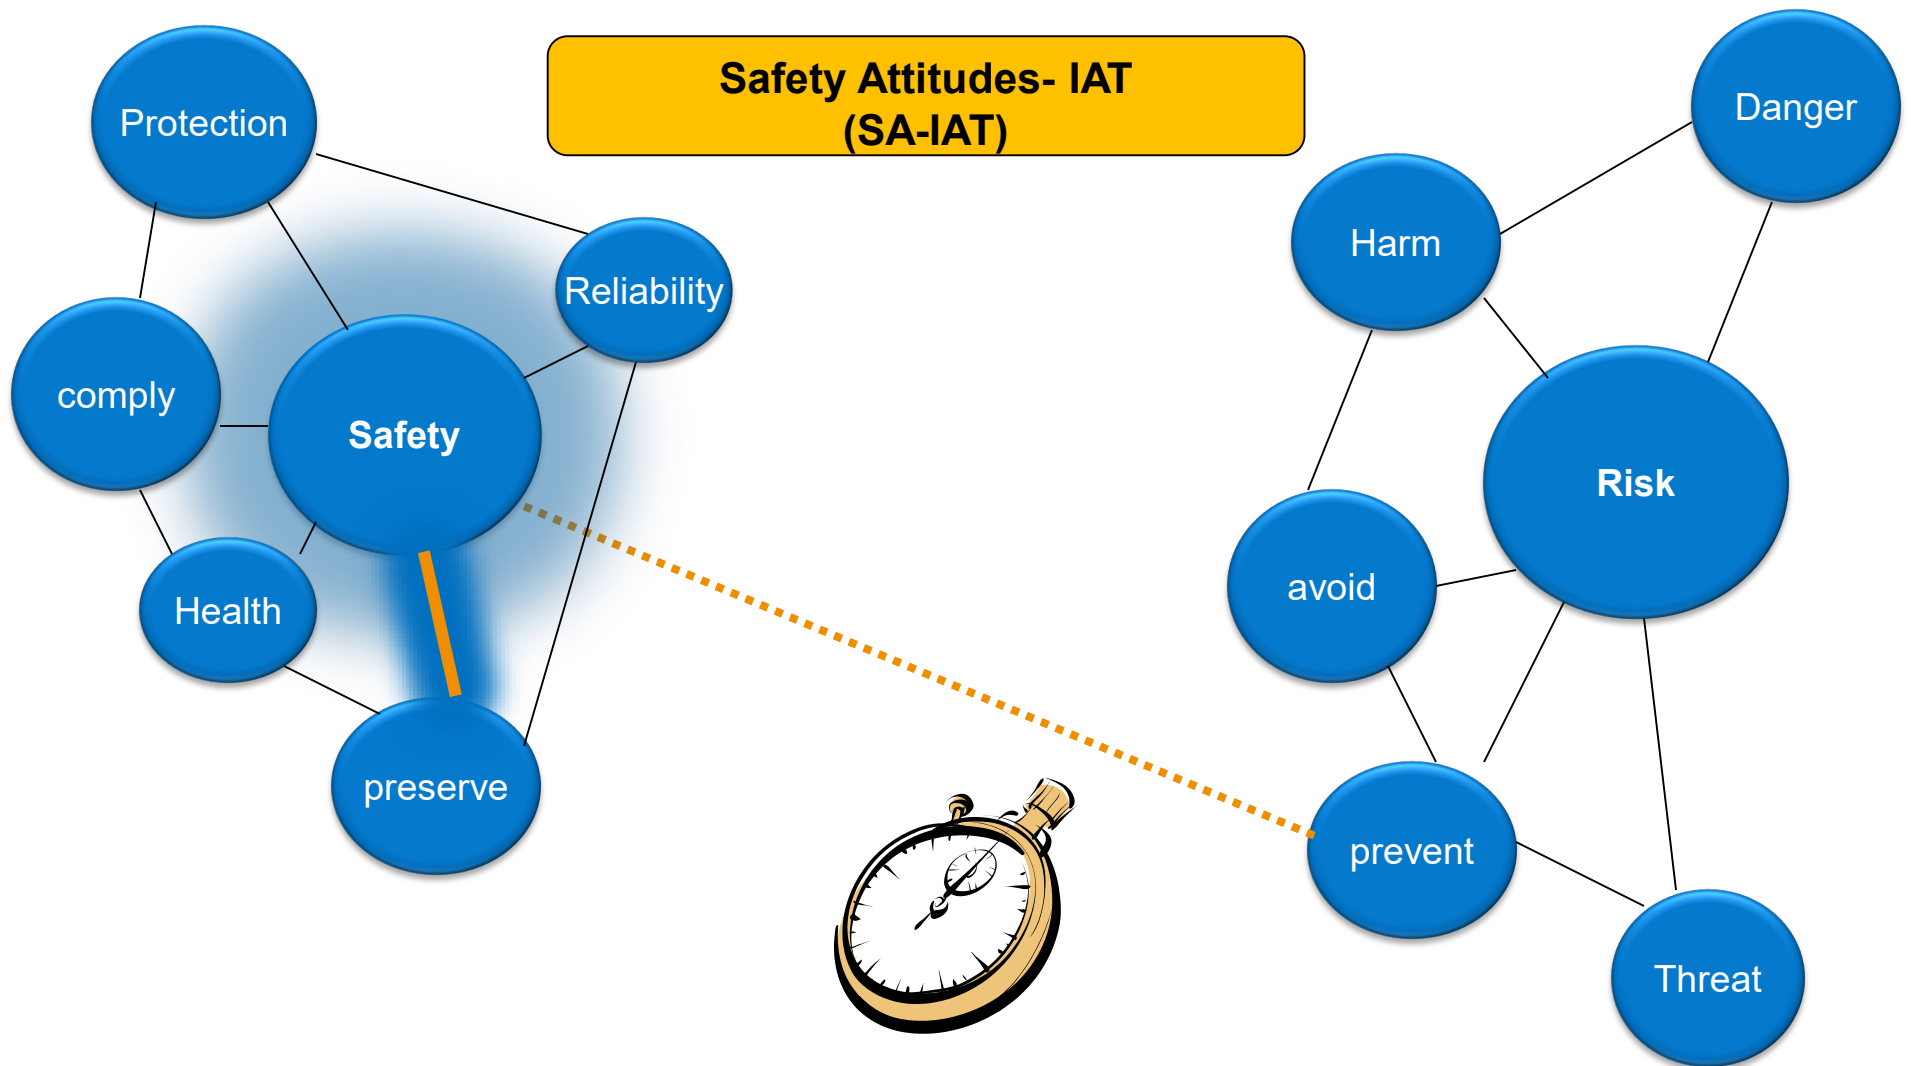 Safety Attitudes- IAT
(SA-IAT)
Protection
Reliability
comply
Safety
Health
preserve
Danger
Harm
Risk
avoid
prevent
Threat